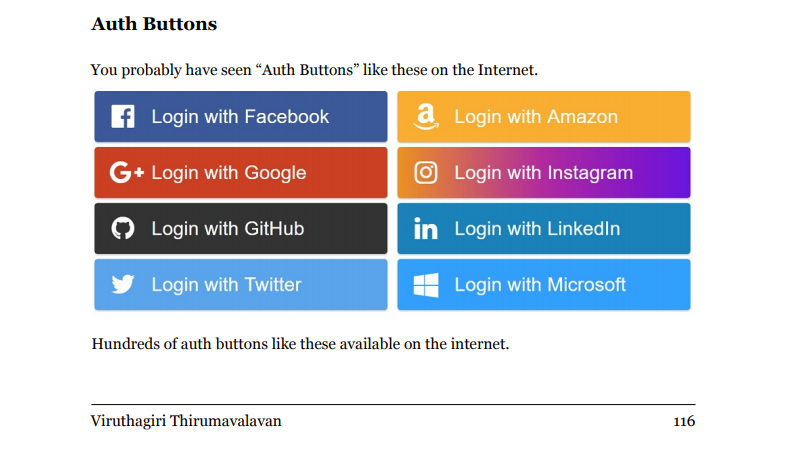 Auth Buttons
You probably have seen “Auth Buttons” like these on the Internet.
Login with Facebook
Login with Amazon
G+ Login with Google
Login with Instagram
Login with GitHub
in Login with LinkedIn
Login with Twitter
Login with Microsoft
Hundreds of auth buttons like these available on the internet.
Viruthagiri Thirumavalavan 116